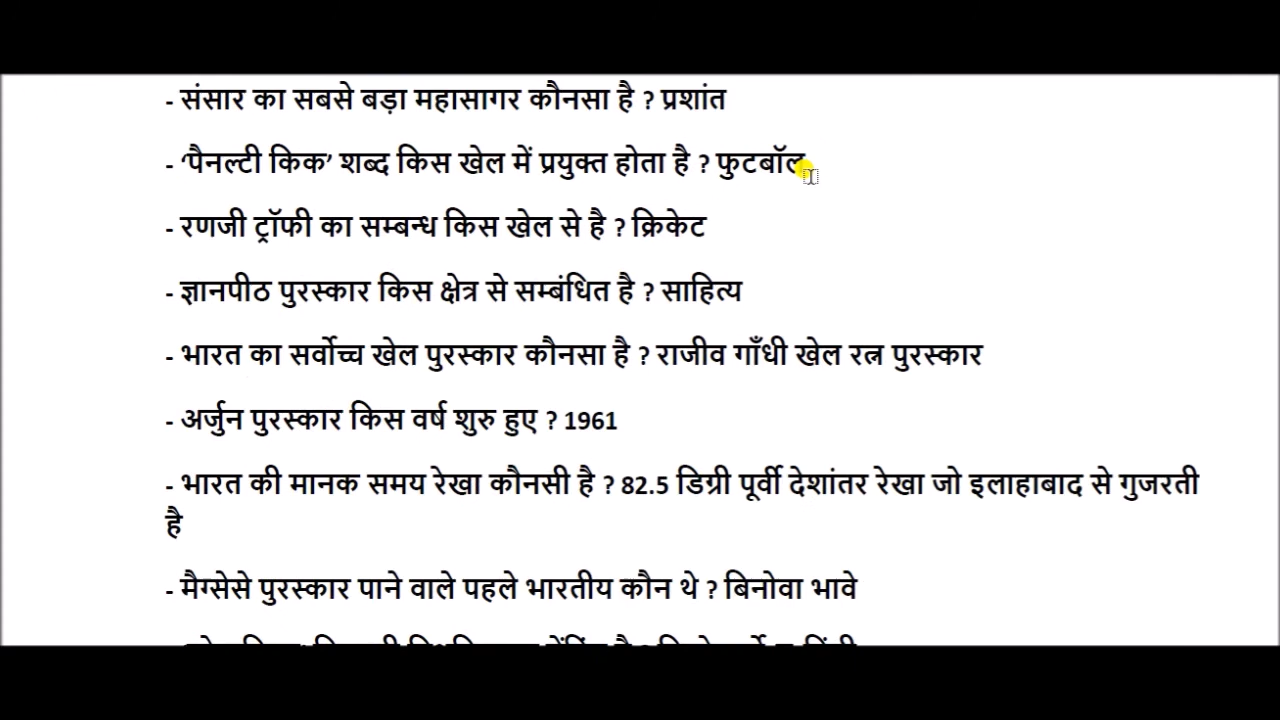 - संसार का सबसे बड़ा महासागर कौनसा है ? प्रशांत
- ‘पैनल्टी किक’ शब्द किस खेल में प्रयुक्त होता है ? फुटबॉल
- रणजी ट्रॉफी का सम्बन्ध किस खेल से है ? क्रिकेट
- ज्ञानपीठ पुरस्कार किस क्षेत्र से सम्बंधित है ? साहित्य
- भारत का सर्वोच्च खेल पुरस्कार कौनसा है ? राजीव गाँधी खेल रत्न पुरस्कार
- अर्जुन पुरस्कार किस वर्ष शुरु हुए ? 1961
- भारत की मानक समय रेखा कौनसी है ? 82.5 डिग्री पूर्वी देशांतर रेखा जो इलाहाबाद से गुजरती
है
- मैग्सेसे पुरस्कार पाने वाले पहले भारतीय कौन थे ? बिनोवा भावे